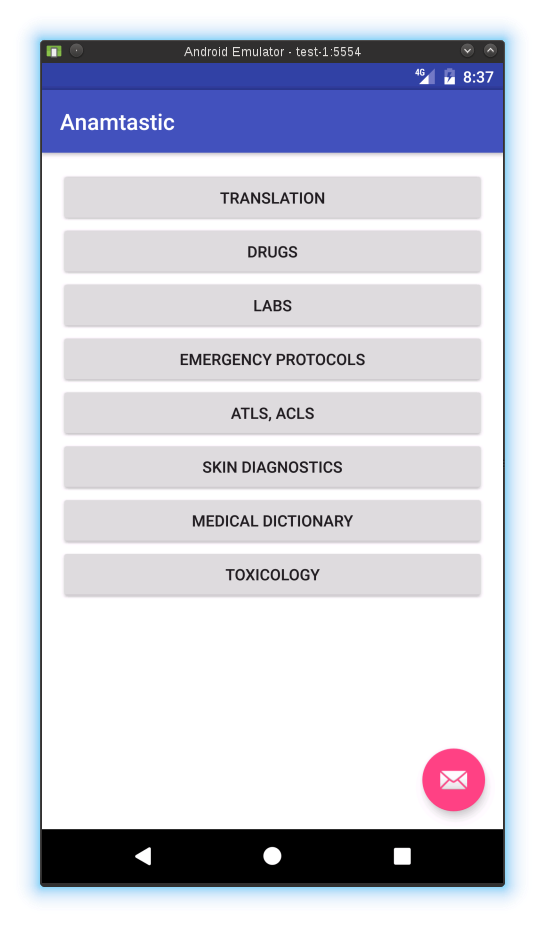 Android Emulator - test-1:5554
4G 8:37
Anamtastic
TRANSLATION
DRUGS
LABS
EMERGENCY PROTOCOLS
ATLS, ACLS
SKIN DIAGNOSTICS
MEDICAL DICTIONARY
TOXICOLOGY